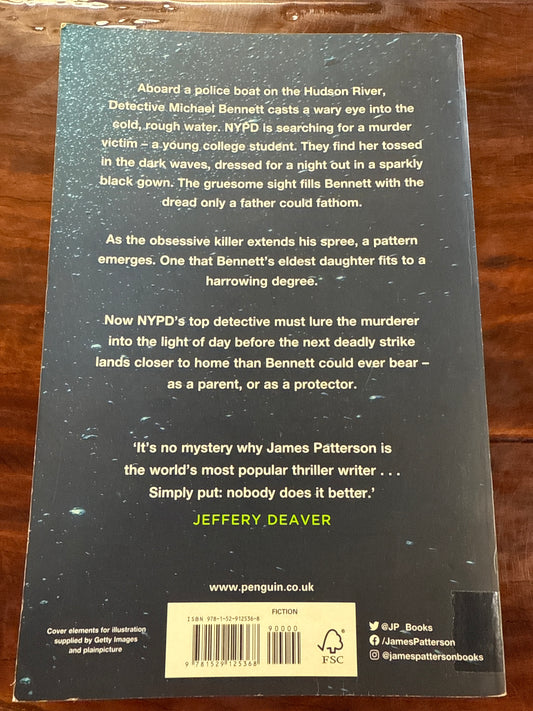 Aboard a police boat on the Hudson River,
Detective Michael Bennett casts a wary eye into the
cold, rough water. NYPD is searching for a murder
victim – a young college student. They find her tossed
in the dark waves, dressed for a night out in a sparkly
black gown. The gruesome sight fills Bennett with the
dread only a father could fathom.
As the obsessive killer extends his spree, a pattern
emerges. One that Bennett's eldest daughter fits to a
harrowing degree.
Now NYPD's top detective must lure the murderer
into the light of day before the next deadly strike
lands closer to home than Bennett could ever bear –
as a parent, or as a protector.
'It's no mystery why James Patterson is
the world's most popular thriller writer . . .
Simply put: nobody does it better.'
JEFFERY DEAVER
www.penguin.co.uk
Cover elements for illustration
supplied by Getty Images
and plainpicture
FICTION
ISBN 978-1-52-912536-8
90000
9 781529 125368
FSC
@JP_Books
/JamesPatterson
@jamespattersonbooks